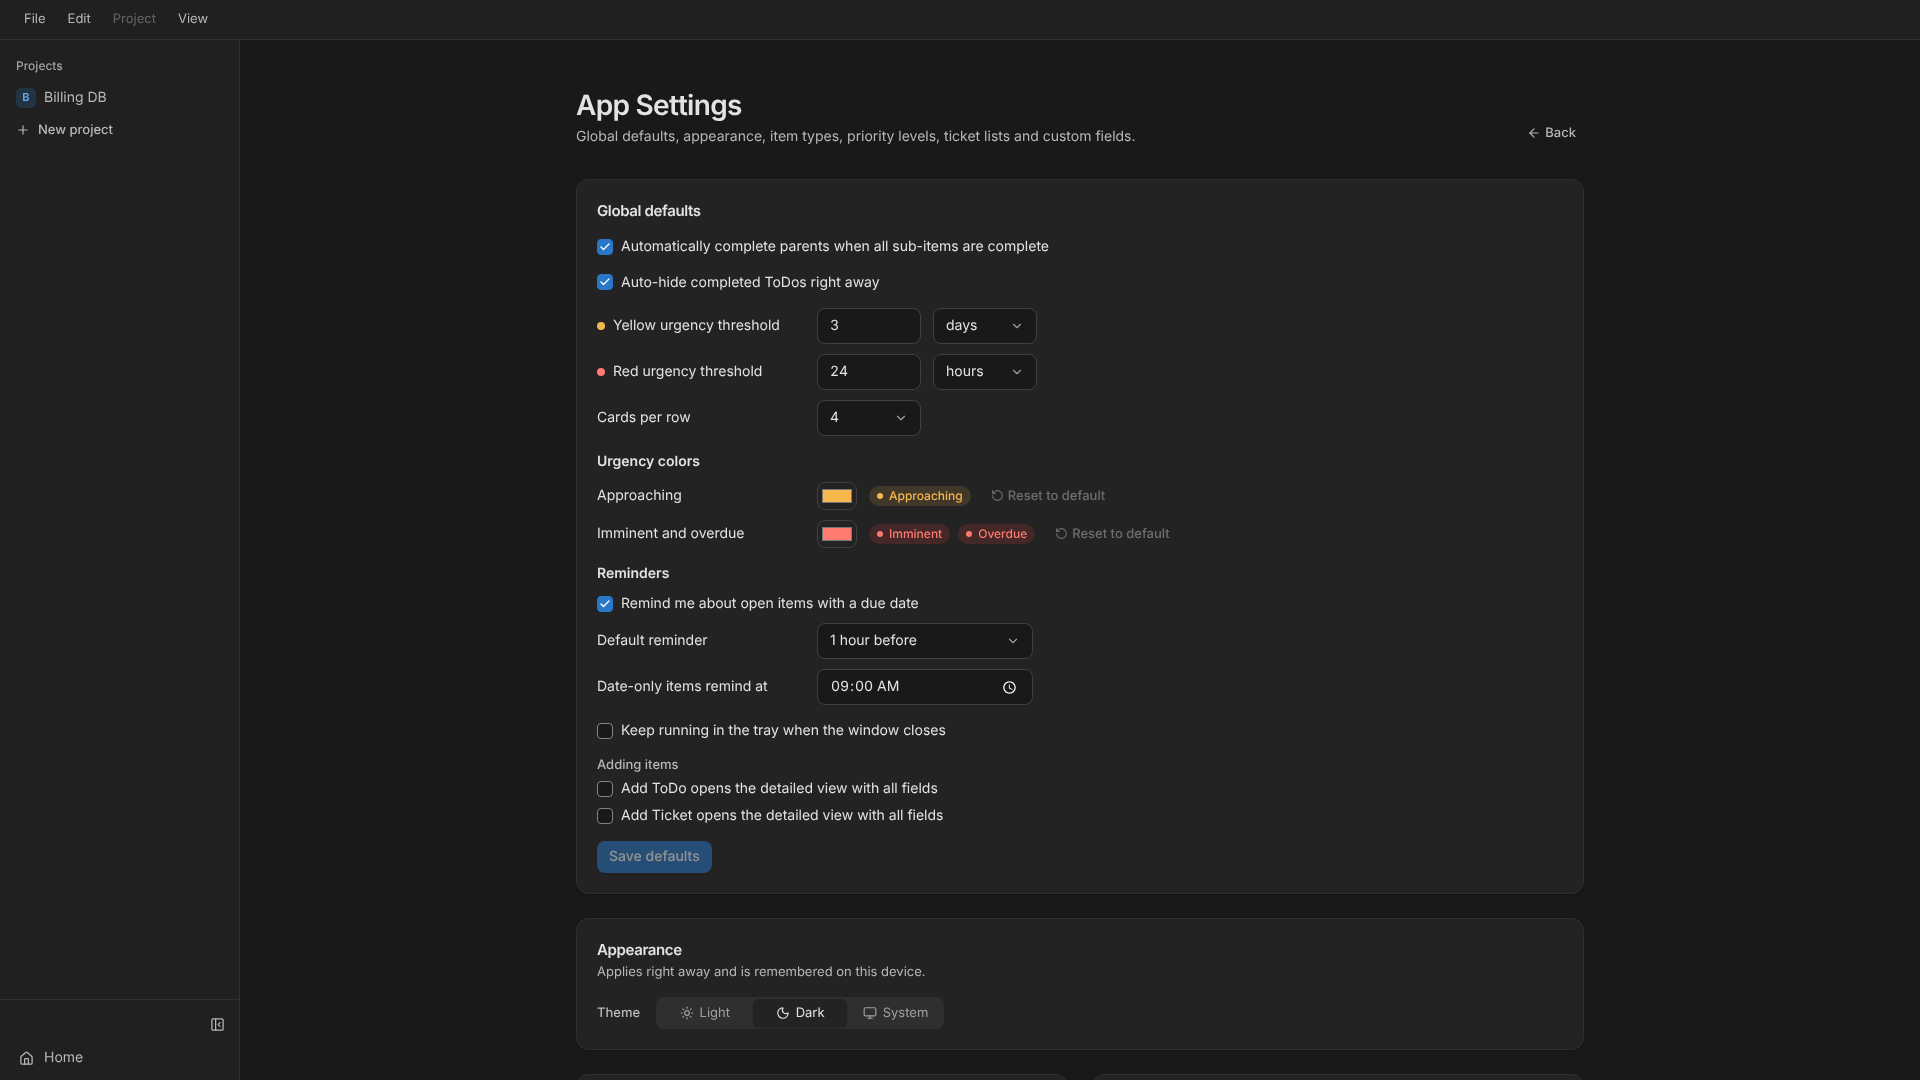 File Edit Project View
Projects
B Billing DB
New project
App Settings
Global defaults, appearance, item types, priority levels, ticket lists and custom fields.
Back
Global defaults
Automatically complete parents when all sub-items are complete
Auto-hide completed ToDos right away
Yellow urgency threshold 3 days
Red urgency threshold 24 hours
Cards per row 4
Urgency colors
Approaching Approaching Reset to default
Imminent and overdue Imminent Overdue Reset to default
Reminders
Remind me about open items with a due date
Default reminder 1 hour before
Date-only items remind at 09:00 AM
Keep running in the tray when the window closes
Adding items
Add ToDo opens the detailed view with all fields
Add Ticket opens the detailed view with all fields
Save defaults
Appearance
Applies right away and is remembered on this device.
Theme Light Dark System
Home